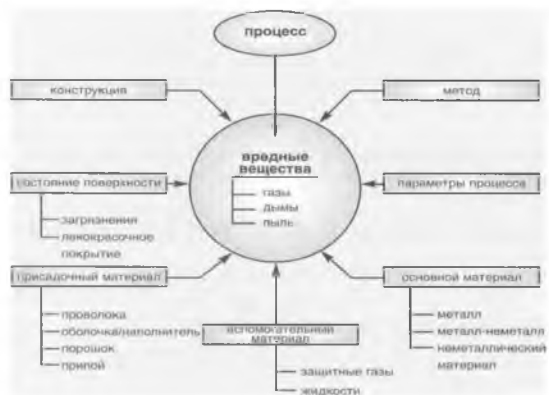 процесс
конструкция
метод
вредные
вещества
газы
дымы
пыль
состояние поверхности
загрязнения
лакокрасочное
покрытие
параметры процесса
присадочный материал
проволока
оболочка/наполнитель
порошок
припой
вспомогательный
материал
защитные газы
жидкости
основной материал
металл
металл-неметалл
неметаллический
материал